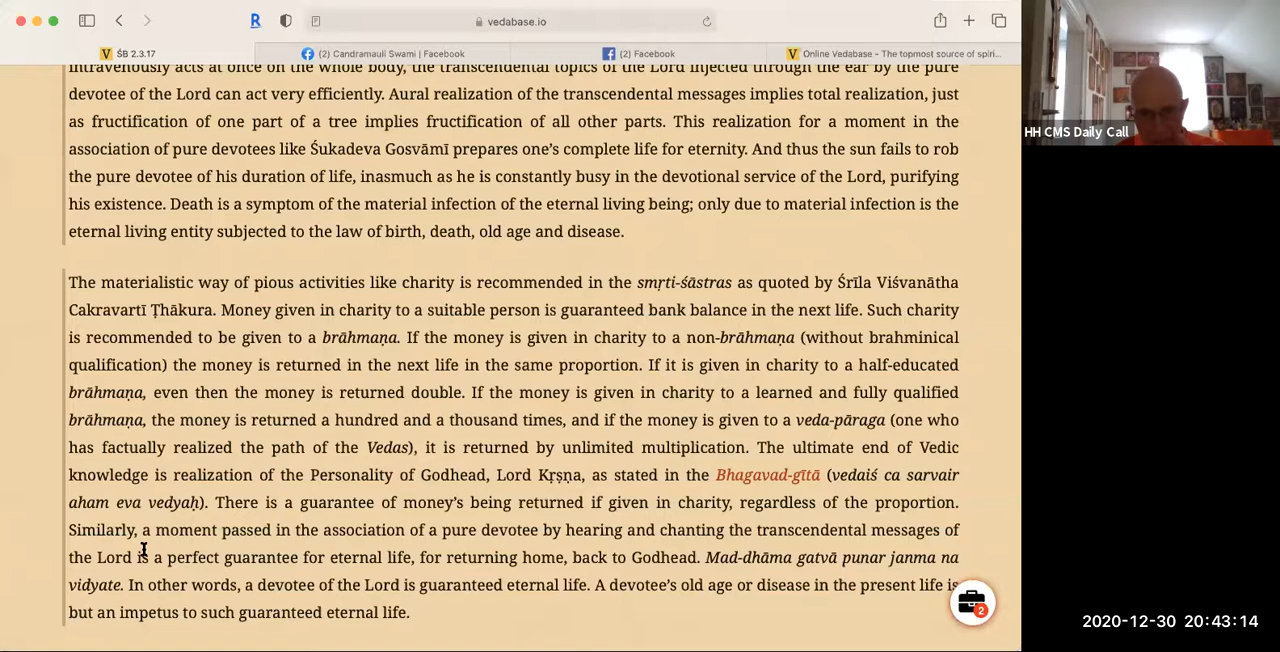 vedabase.io
ŚB 2.3.17
(2) Candramauli Swami | Facebook
(2) Facebook
Online Vedabase - The topmost source of spiri...
intravenously acts at once on the whole body, the transcendental topics of the Lord injected through the ear by the pure
devotee of the Lord can act very efficiently. Aural realization of the transcendental messages implies total realization, just
as fructification of one part of a tree implies fructification of all other parts. This realization for a moment in the
association of pure devotees like Śukadeva Gosvāmī prepares one’s complete life for eternity. And thus the sun fails to rob
the pure devotee of his duration of life, inasmuch as he is constantly busy in the devotional service of the Lord, purifying
his existence. Death is a symptom of the material infection of the eternal living being; only due to material infection is the
eternal living entity subjected to the law of birth, death, old age and disease.
The materialistic way of pious activities like charity is recommended in the smṛti-śāstras as quoted by Śrīla Viśvanātha
Cakravartī Ṭhākura. Money given in charity to a suitable person is guaranteed bank balance in the next life. Such charity
is recommended to be given to a brāhmaṇa. If the money is given in charity to a non-brāhmaṇa (without brahminical
qualification) the money is returned in the next life in the same proportion. If it is given in charity to a half-educated
brāhmaṇa, even then the money is returned double. If the money is given in charity to a learned and fully qualified
brāhmaṇa, the money is returned a hundred and a thousand times, and if the money is given to a veda-pāraga (one who
has factually realized the path of the Vedas), it is returned by unlimited multiplication. The ultimate end of Vedic
knowledge is realization of the Personality of Godhead, Lord Kṛṣṇa, as stated in the Bhagavad-gītā (vedaiś ca sarvair
aham eva vedyaḥ). There is a guarantee of money’s being returned if given in charity, regardless of the proportion.
Similarly, a moment passed in the association of a pure devotee by hearing and chanting the transcendental messages of
the Lord is a perfect guarantee for eternal life, for returning home, back to Godhead. Mad-dhāma gatvā punar janma na
vidyate. In other words, a devotee of the Lord is guaranteed eternal life. A devotee’s old age or disease in the present life is
but an impetus to such guaranteed eternal life.
2
HH CMS Daily Call
2020-12-30 20:43:14